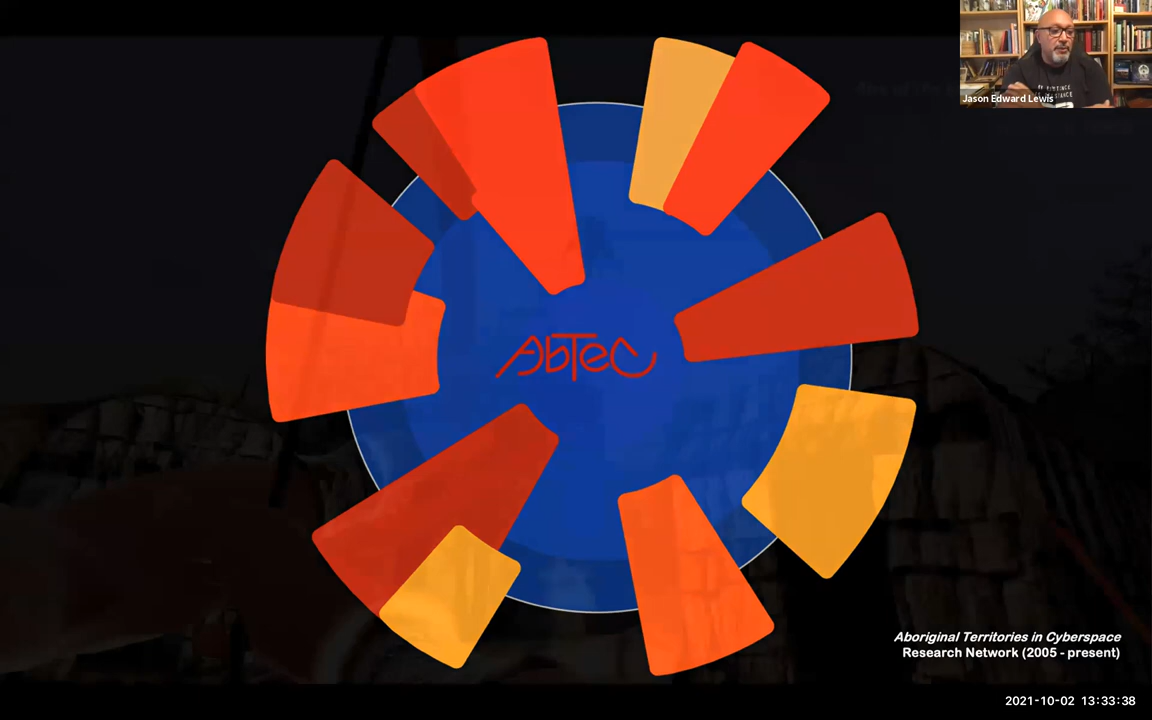 Jason Edward Lewis
AbTeC
Aboriginal Territories in Cyberspace
Research Network (2005 - present)
2021-10-02 13:33:38